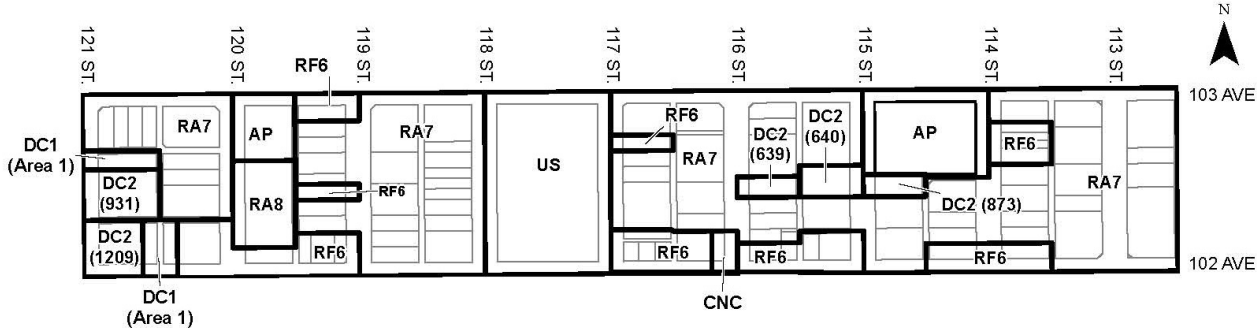 N
121 ST.
120 ST.
119 ST.
118 ST.
117 ST.
116 ST.
115 ST.
114 ST.
113 ST.
103 AVE
RF6
DC1
(Area 1)
RA7
AP
RA7
US
RF6
RA7
DC2
(639)
DC2
(640)
AP
RF6
RA7
DC2
(931)
RA8
RF6
DC2 (873)
DC2
(1209)
RF6
RF6
RF6
RF6
102 AVE
DC1
(Area 1)
CNC